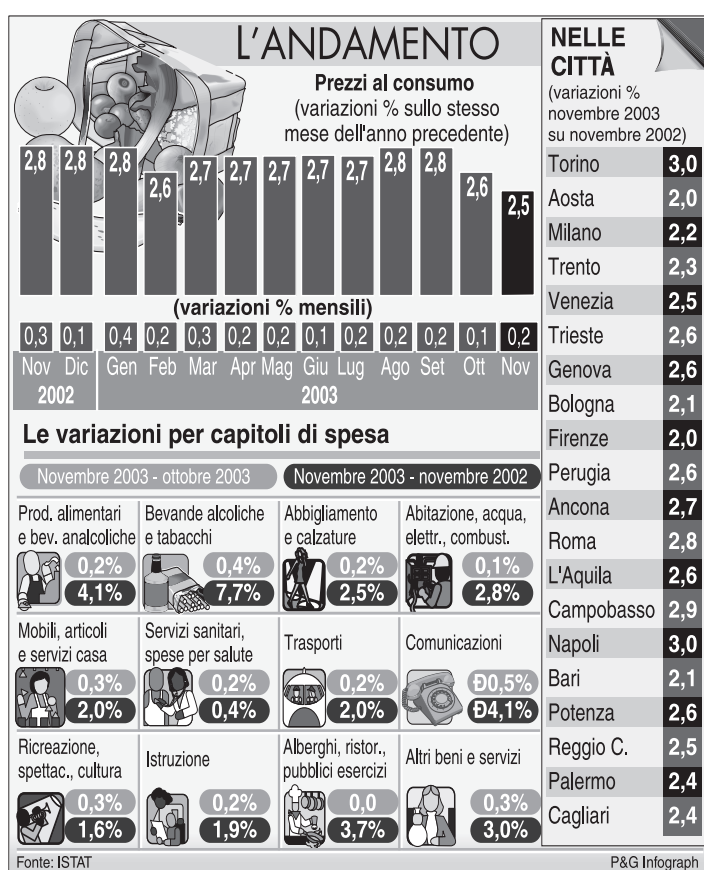 L'ANDAMENTO
Prezzi al consumo
(variazioni % sullo stesso
mese dell'anno precedente)
2,8 2,8 2,8 2,6 2,7 2,7 2,7 2,7 2,8 2,8 2,6 2,5
(variazioni % mensili)
0,3 0,1 0,4 0,2 0,3 0,2 0,2 0,1 0,2 0,2 0,2 0,1 0,2
Nov Dic Gen Feb Mar Apr Mag Giu Lug Ago Set Ott Nov
2002 2003
Le variazioni per capitoli di spesa
Novembre 2003 - ottobre 2003 Novembre 2003 - novembre 2002
Prod. alimentari
e bev. analcoliche
0,2%
4,1%
Bevande alcoliche
e tabacchi
0,4%
7,7%
Abbigliamento
e calzature
0,2%
2,5%
Abitazione, acqua,
elettr., combust.
0,1%
2,8%
Mobili, articoli
e servizi casa
0,3%
2,0%
Servizi sanitari,
spese per salute
0,2%
0,4%
Trasporti
0,2%
2,0%
Comunicazioni
Đ0,5%
Đ4,1%
Ricreazione,
spettac., cultura
0,3%
1,6%
Istruzione
0,2%
1,9%
Alberghi, ristor.,
pubblici esercizi
0,0
3,7%
Altri beni e servizi
0,3%
3,0%
NELLE
CITTÀ
(variazioni %
novembre 2003
su novembre 2002)
Torino 3,0
Aosta 2,0
Milano 2,2
Trento 2,3
Venezia 2,5
Trieste 2,6
Genova 2,6
Bologna 2,1
Firenze 2,0
Perugia 2,6
Ancona 2,7
Roma 2,8
L'Aquila 2,6
Campobasso 2,9
Napoli 3,0
Bari 2,1
Potenza 2,6
Reggio C. 2,5
Palermo 2,4
Cagliari 2,4
Fonte: ISTAT
P&G Infograph